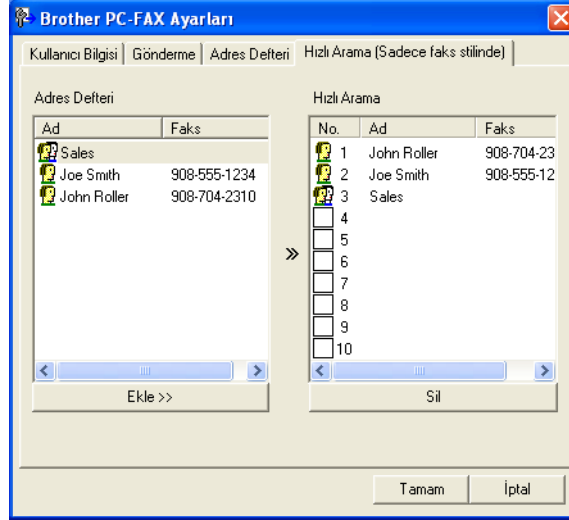 Brother PC-FAX Ayarları
Kullanıcı Bilgisi Gönderme Adres Defteri Hızlı Arama (Sadece faks stilinde)
Adres Defteri
Ad Faks
Sales
Joe Smith 908-555-1234
John Roller 908-704-2310
Ekle >>
»
Hızlı Arama
No. Ad Faks
1 John Roller 908-704-23
2 Joe Smith 908-555-12
3 Sales
4
5
6
7
8
9
10
Sil
Tamam İptal